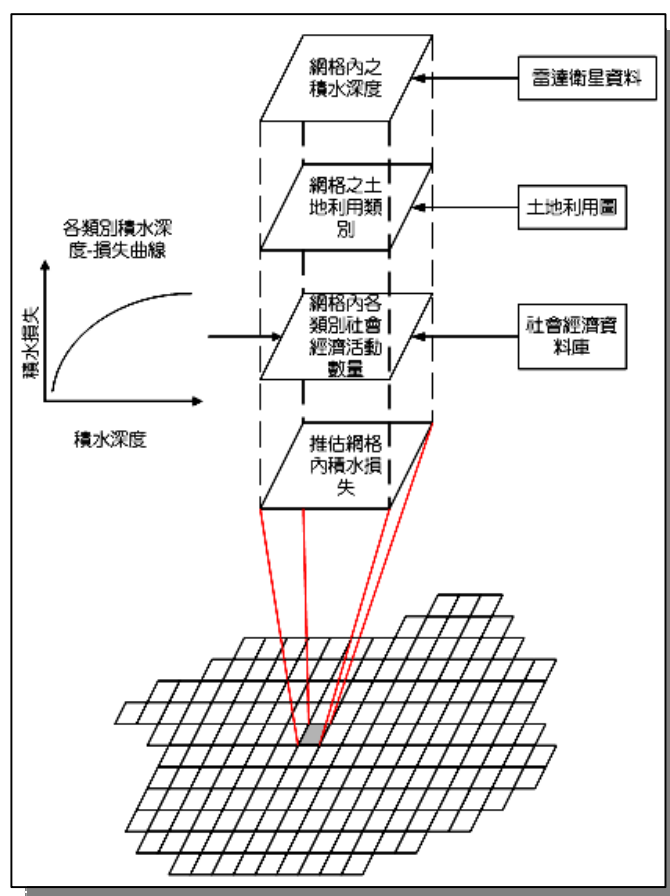 網格內之
積水深度
雷達衛星資料
網格之土
地利用類
別
土地利用圖
各類別積水深
度-損失曲線
積水損失
積水深度
網格內各
類別社會
經濟活動
數量
社會經濟資
料庫
推估網格
內積水損
失